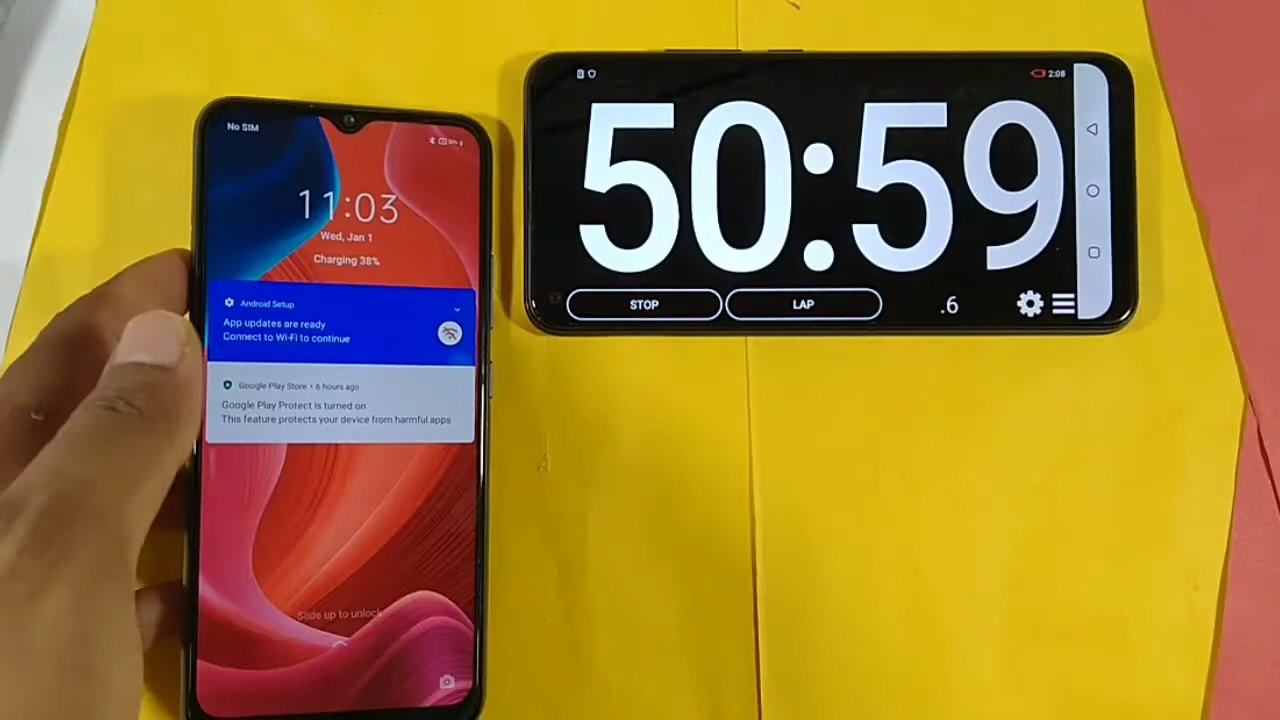 No SIM
11:03
Wed, Jan 1
Charging 38%
Android Setup
App updates are ready
Connect to Wi-Fi to continue
Google Play Store • 6 hours ago
Google Play Protect is turned on
This feature protects your device from harmful apps
Slide up to unlock
2:08
50:59
STOP
LAP
.6